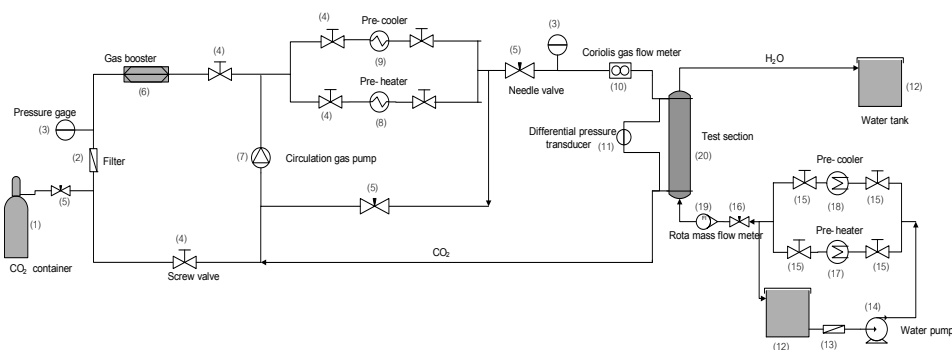 (4)
Pre-cooler
(3)
Gas booster
(4)
(5)
Coriolis gas flow meter
H₂O
(9)
Pre-heater
(6)
Needle valve
(10)
(12)
Water tank
Pressure gage
(3)
(4)
(8)
Differential pressure
transducer
(11)
Test section
(2)
Filter
(7)
Circulation gas pump
(20)
Pre-cooler
(5)
(5)
(15)
(18)
(15)
(1)
(19)
(16)
Pre-heater
Rota mass flow meter
FI
(4)
CO₂
CO₂ container
Screw valve
(15)
(17)
(15)
(14)
Water pump
(12)
(13)